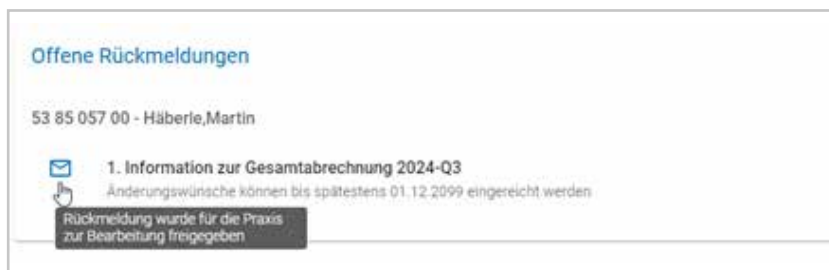 Offene Rückmeldungen
53 85 057 00 - Häberle,Martin
1. Information zur Gesamtabrechnung 2024-Q3
Änderungswünsche können bis spätestens 01.12.2099 eingereicht werden
Rückmeldung wurde für die Praxis
zur Bearbeitung freigegeben